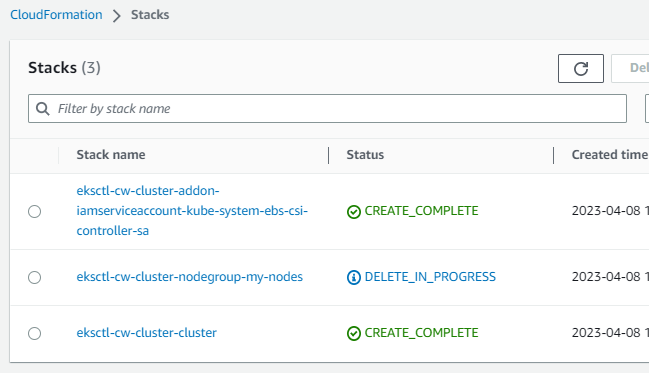 CloudFormation > Stacks
Stacks (3)
Del
Filter by stack name
Stack name Status Created time
eksctl-cw-cluster-addon-
iamserviceaccount-kube-system-ebs-csi-
controller-sa
CREATE_COMPLETE
2023-04-08 1
eksctl-cw-cluster-nodegroup-my-nodes DELETE_IN_PROGRESS 2023-04-08 1
eksctl-cw-cluster-cluster CREATE_COMPLETE 2023-04-08 1